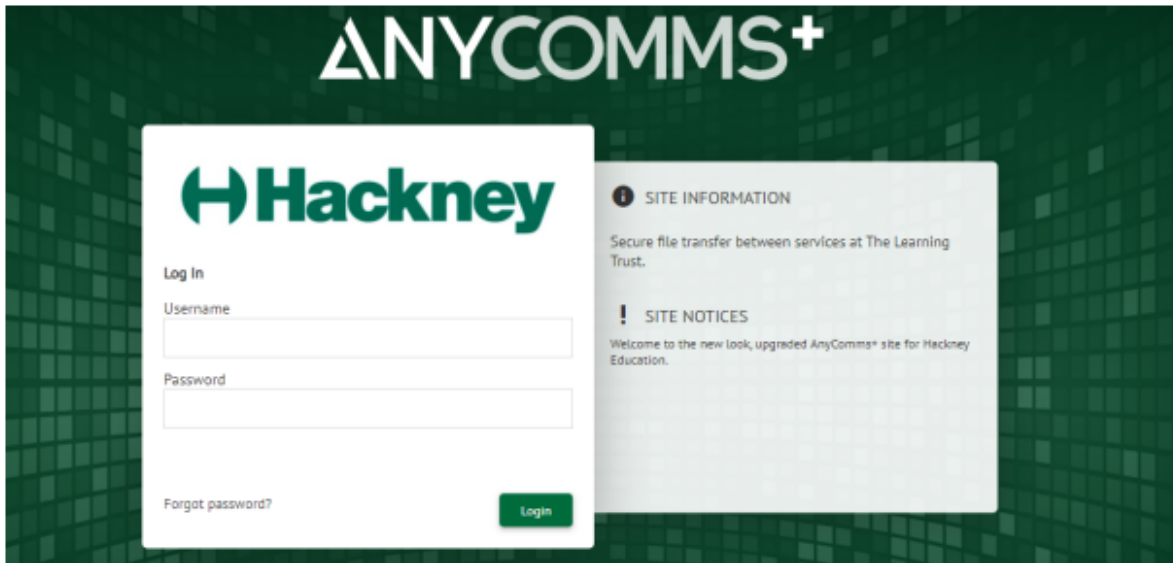 ANYCOMMS+
Hackney
Log In
Username
Password
Forgot password?
Login
SITE INFORMATION
Secure file transfer between services at The Learning
Trust.
SITE NOTICES
Welcome to the new look, upgraded AnyComms+ site for Hackney
Education.